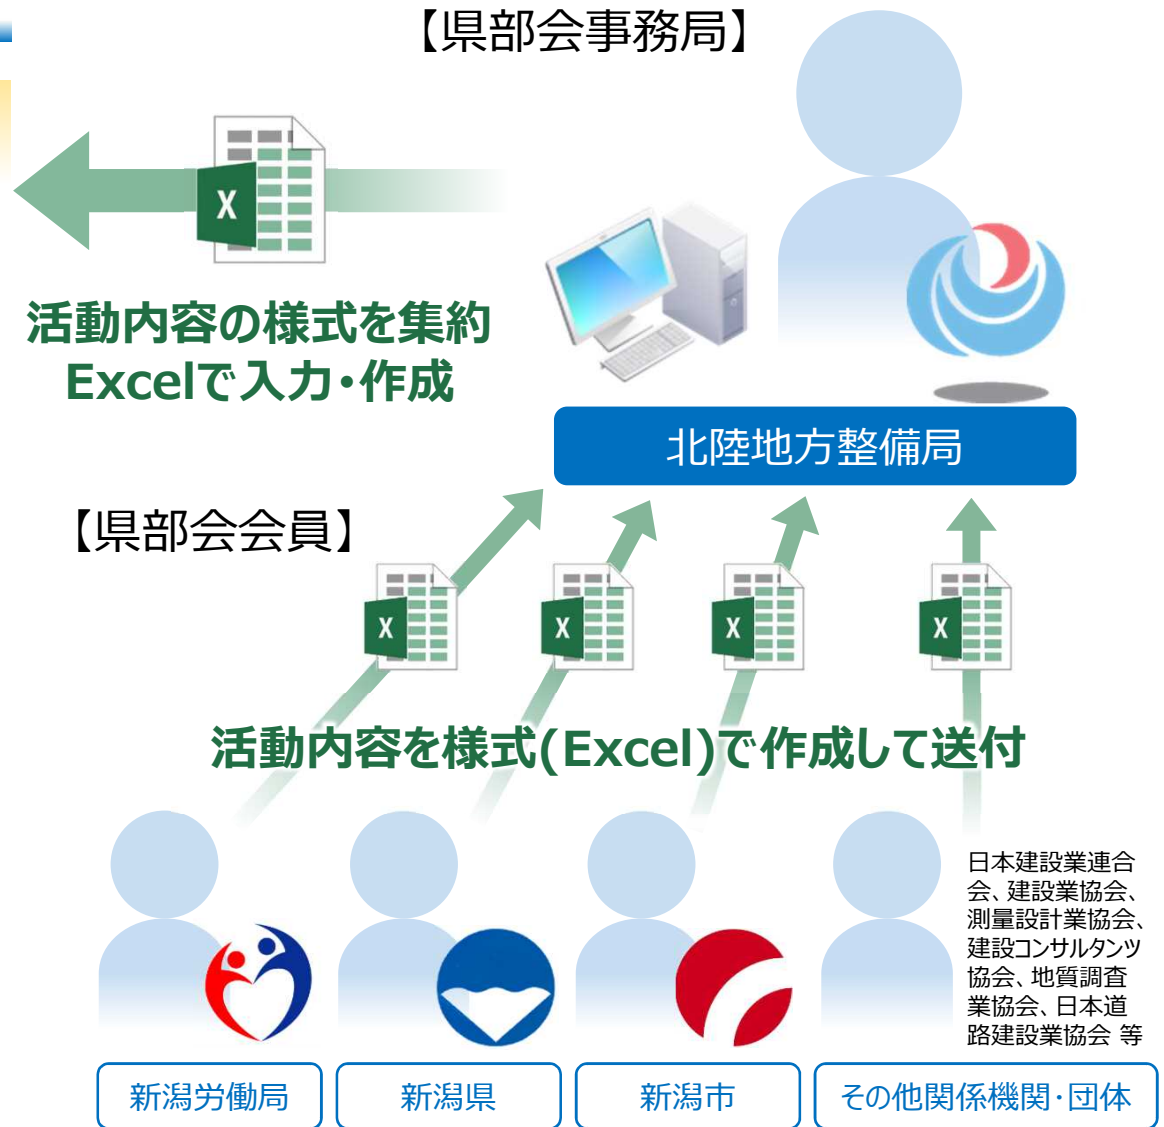 【県部会事務局】
X
活動内容の様式を集約
Excelで入力・作成
北陸地方整備局
【県部会会員】
X
X
X
X
活動内容を様式(Excel)で作成して送付
日本建設業連合
会、建設業協会、
測量設計業協会、
建設コンサルタンツ
協会、地質調査
業協会、日本道
路建設業協会 等
新潟労働局
新潟県
新潟市
その他関係機関・団体